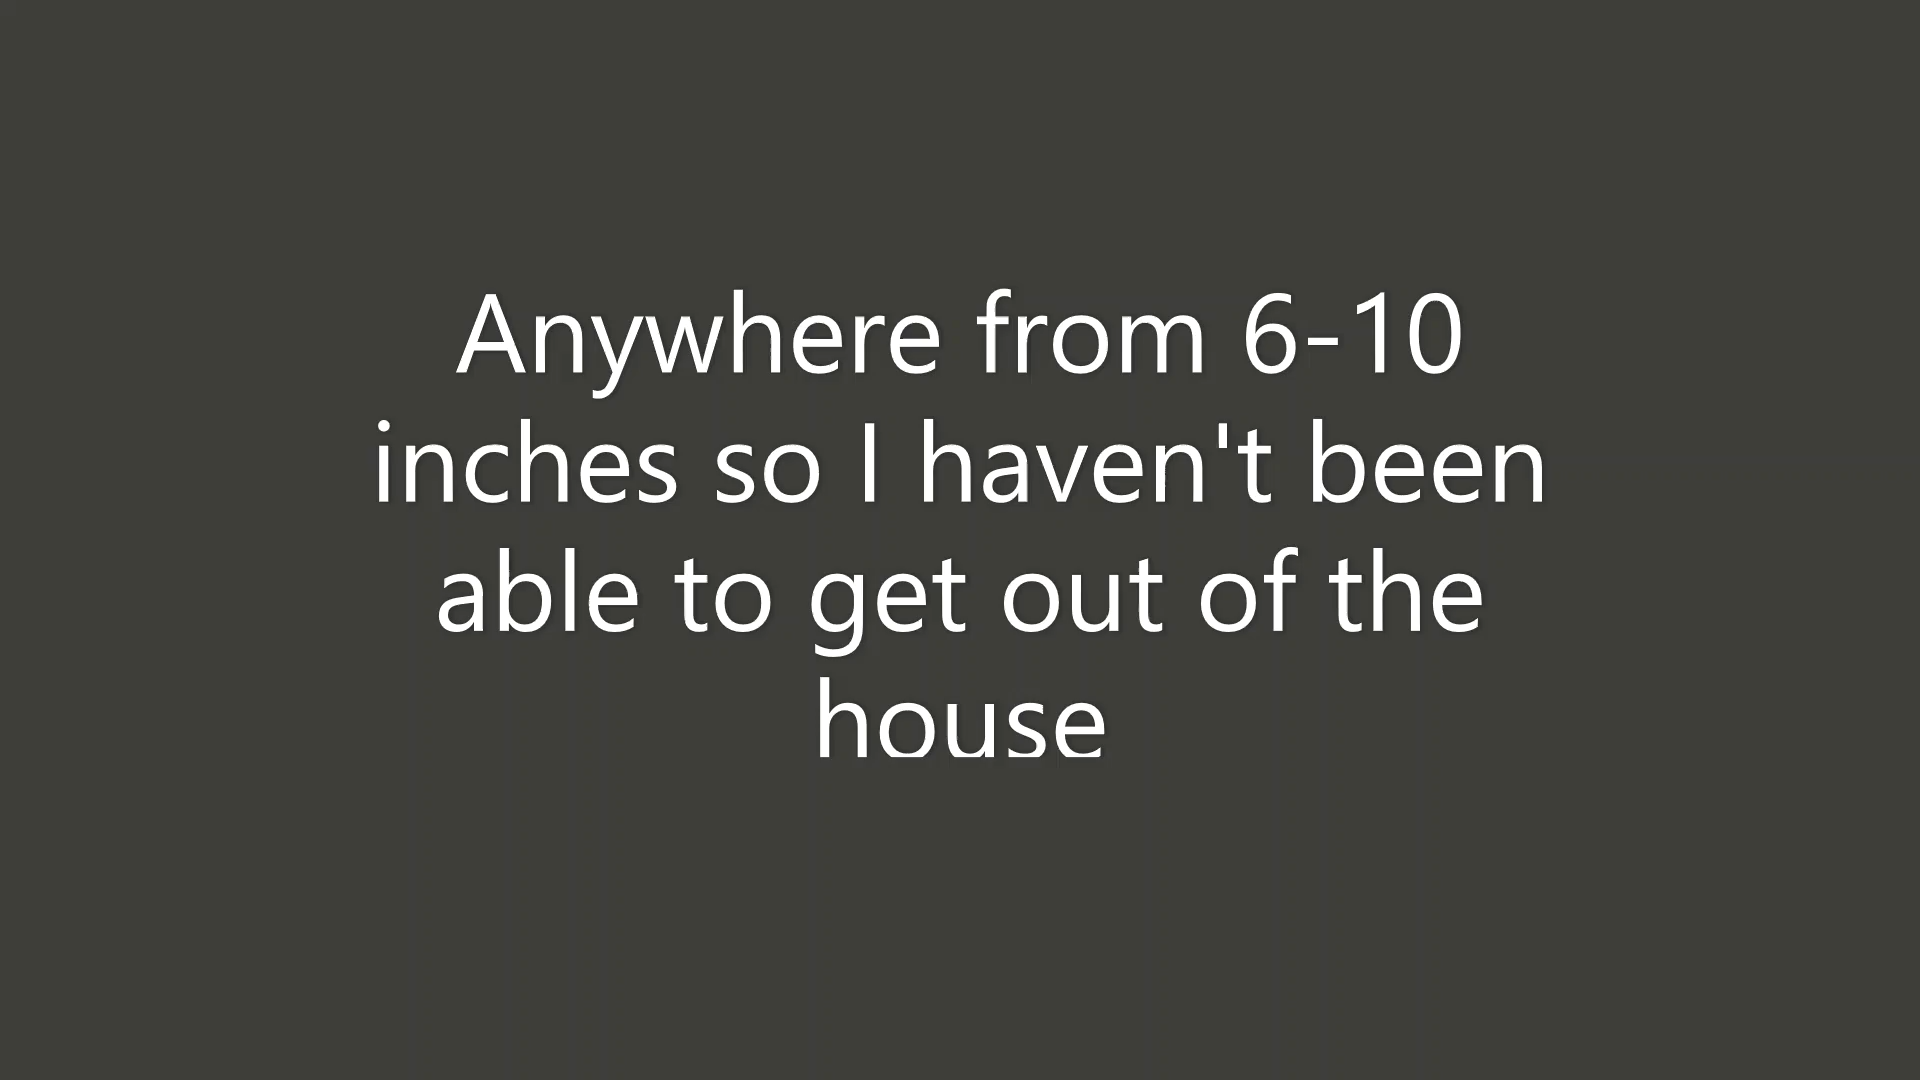 Anywhere from 6-10
inches so I haven't been
able to get out of the
house